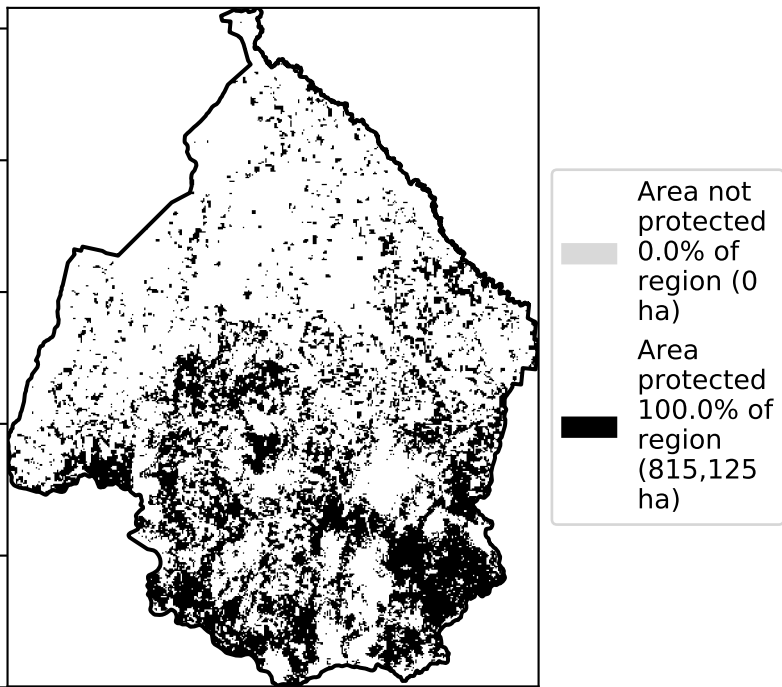 Area not
protected
0.0% of
region (0
ha)
Area
protected
100.0% of
region
(815,125
ha)